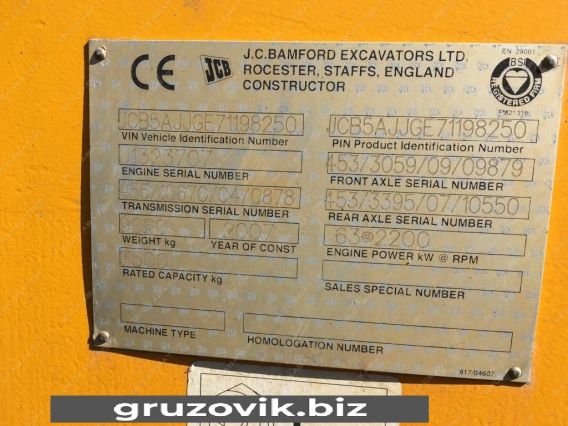 J.C.BAMFORD EXCAVATORS LTD.
ROCESTER, STAFFS, ENGLAND
CONSTRUCTOR
CE
JCB
EN 29001
BSI
REGISTERED FIRM
JCB5AJJGE71198250
VIN Vehicle Identification Number
JCB5AJJGE71198250
PIN Product Identification Number
ENGINE SERIAL NUMBER
453/3059/09/09879
FRONT AXLE SERIAL NUMBER
TRANSMISSION SERIAL NUMBER
453/3395/07/10550
REAR AXLE SERIAL NUMBER
2007
WEIGHT kg
YEAR OF CONST
63@2200
ENGINE POWER kW @ RPM
RATED CAPACITY kg
SALES SPECIAL NUMBER
MACHINE TYPE
HOMOLOGATION NUMBER
817/04607
gruzovik.biz